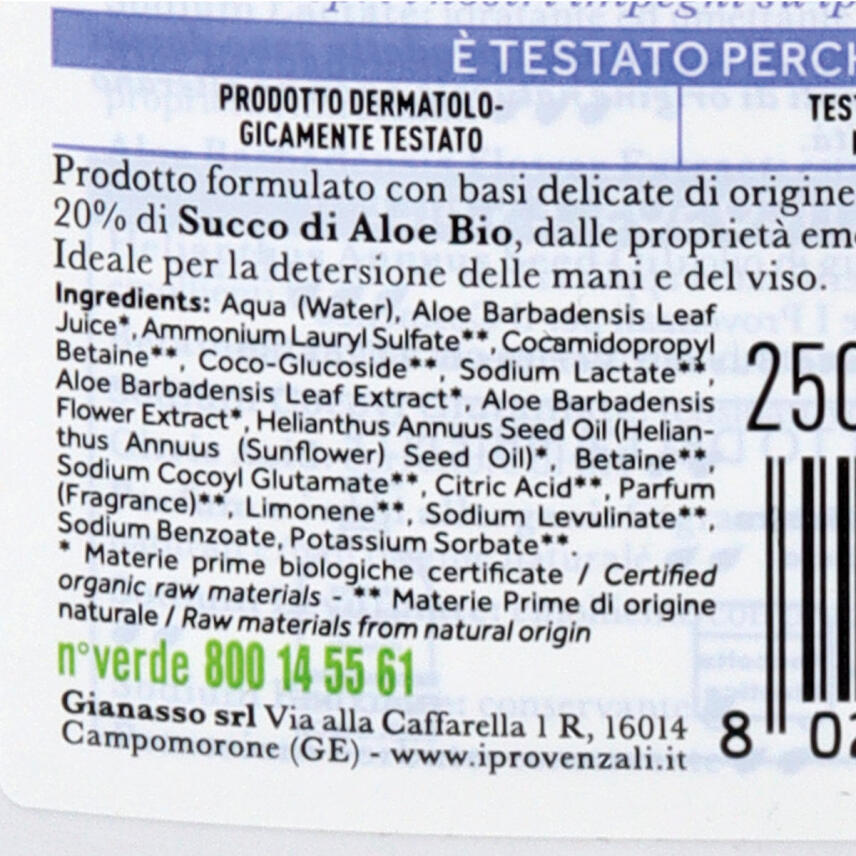 È TESTATO PERCH
PRODOTTO DERMATOLO-
GICAMENTE TESTATO
TEST
Prodotto formulato con basi delicate di origine
20% di Succo di Aloe Bio, dalle proprietà emo
Ideale per la detersione delle mani e del viso.
Ingredients: Aqua (Water), Aloe Barbadensis Leaf
Juice*, Ammonium Lauryl Sulfate**, Cocamidopropyl
Betaine**, Coco-Glucoside**, Sodium Lactate**,
Aloe Barbadensis Leaf Extract*, Aloe Barbadensis
Flower Extract*, Helianthus Annuus Seed Oil (Helian-
thus Annuus (Sunflower) Seed Oil)*, Betaine**,
Sodium Cocoyl Glutamate**, Citric Acid**, Parfum
(Fragrance)**, Limonene**, Sodium Levulinate**,
Sodium Benzoate, Potassium Sorbate**.
* Materie prime biologiche certificate / Certified
organic raw materials - ** Materie Prime di origine
naturale / Raw materials from natural origin
n° verde 800 14 55 61
Gianasso srl Via alla Caffarella 1 R, 16014
Campomorone (GE) - www.iprovenzali.it
250
8 02